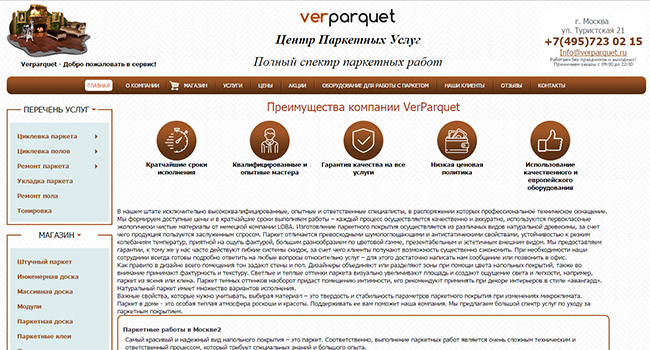 verparquet
Центр Паркетных Услуг
Полный спектр паркетных работ
Verparquet - Добро пожаловать в сервис!
г. Москва
ул. Туристская 21
+7(495)723 02 15
Info@verparquet.ru
Работаем без праздников и выходных!
Принимаем заказы с 09:00 до 22:00
ГЛАВНАЯ О КОМПАНИИ МАГАЗИН УСЛУГИ ЦЕНЫ АКЦИИ ОБОРУДОВАНИЕ ДЛЯ РАБОТЫ С ПАРКЕТОМ НАШИ КЛИЕНТЫ ОТЗЫВЫ КОНТАКТЫ
ПЕРЕЧЕНЬ УСЛУГ
Циклевка паркета
Циклевка полов
Ремонт паркета
Укладка паркета
Ремонт пола
Тонировка
МАГАЗИН
Штучный паркет
Инженерная доска
Массивная доска
Модули
Паркетная доска
Паркетные клеи
Преимущества компании VerParquet
Кратчайшие сроки
исполнения
Квалифицированные и
опытные мастера
Гарантия качества на все
услуги
Низкая ценовая
политика
Использование
качественного и
европейского
оборудования
В нашем штате исключительно высококвалифицированные, опытные и ответственные специалисты, в распоряжении которых профессиональное техническое оснащение.
Мы формируем доступные цены и в кратчайшие сроки выполняем работы – каждый процесс осуществляется качественно и аккуратно, используются первоклассные
экологически чистые материалы от немецкой компании LOBA. Изготовление паркетного покрытия осуществляется из различных видов натуральной древесины, за счет
чего продукция пользуется заслуженным спросом. Паркет отличается превосходными шумопоглощающими и антистатическими свойствами, устойчивостью к резким
колебаниям температур, приятной на ощупь фактурой, большим разнообразием по цветовой гамме, презентабельным и эстетичным внешним видом. Мы предоставляем
гарантии, к тому же у нас часто действуют гибкие системы скидок, за счет чего клиенты получают возможность существенно сэкономить. При необходимости наши
сотрудники всегда готовы подробно ответить на любые вопросы относительно услуг – для этого достаточно написать нам сообщение или позвонить в офис.
Как правило в дизайне всего помещения тон задают стены и пол. Дизайнеры объединяют или разделяют зоны при помощи цвета напольных покрытий, также во
внимание принимают фактурность и текстуру. Светлые и теплые оттенки паркета визуализации увеличивают площадь и создают ощущение света и легкости, например,
паркет из ясеня или клена. Паркет темных оттенков наоборот придаст помещению интимности, его рекомендуют применять при декоре интерьеров в стиле «авангард».
Натуральный паркет имеет множество вариантов исполнения.
Важные свойства, которые нужно учитывать, выбирая материал – это твердость и стабильность параметров паркетного покрытия при изменениях микроклимата.
Паркет в доме - это особая теплая атмосфера роскоши и красоты. Поддерживать ее вам поможет наша компания. Мы предлагаем большой спектр услуг по уходу за
паркетным покрытием.
Паркетные работы в Москве2
Самый красивый и надежный вид напольного покрытия – это паркет. Соответственно, выполнение паркетных работ является очень сложным техническим и
ответственный процессом, который требует специальных знаний и большого опыта.